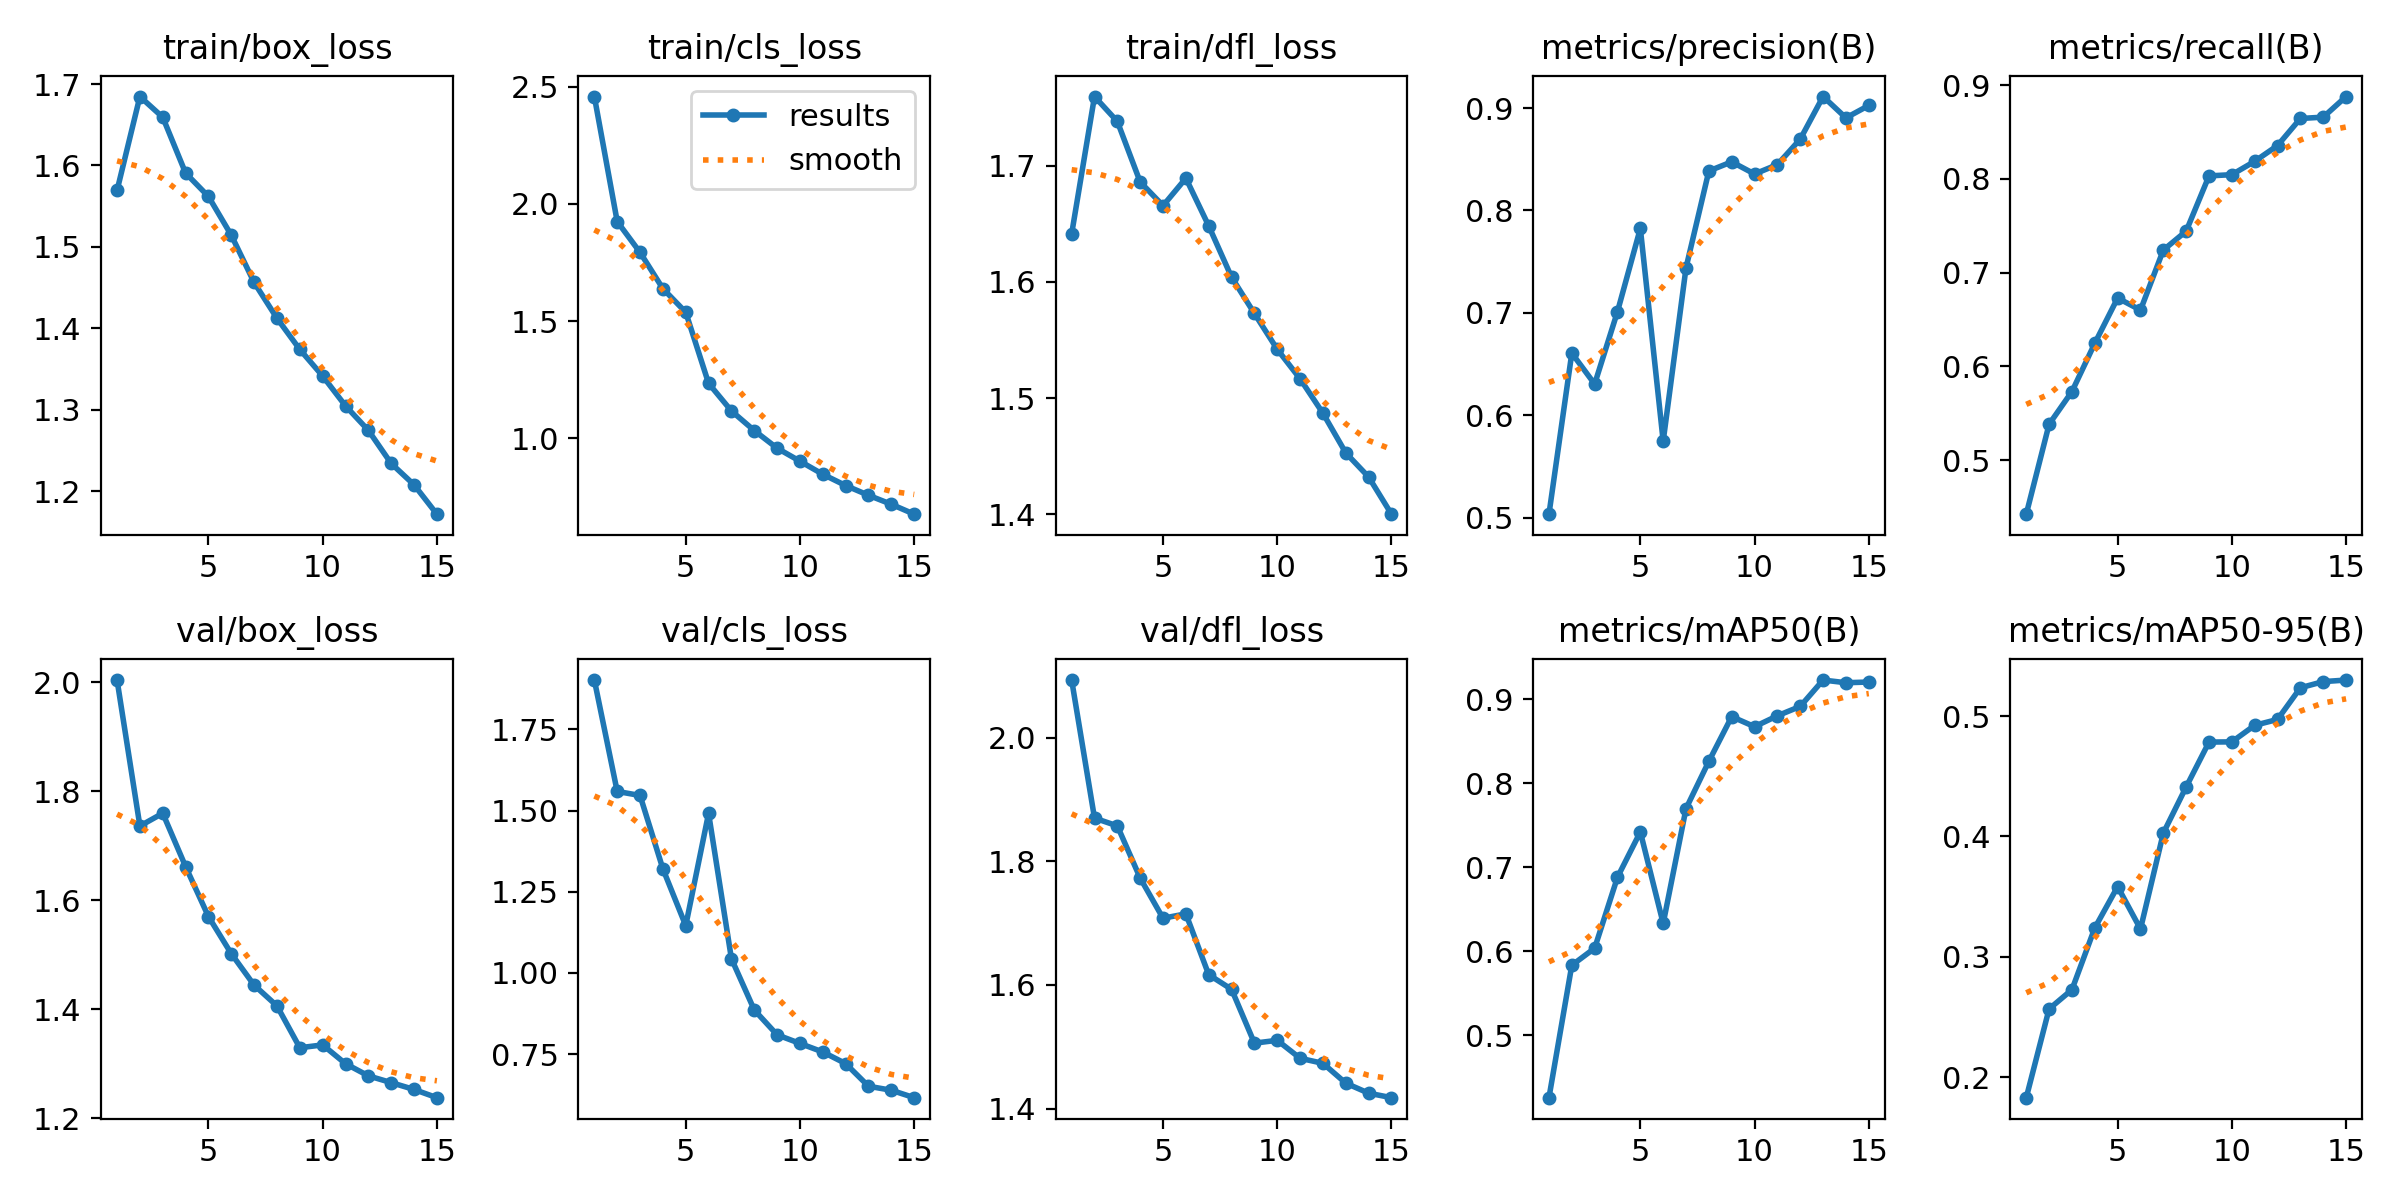 train/box_loss
1.7
1.6
1.5
1.4
1.3
1.2
5 10 15
train/cls_loss
2.5
2.0
1.5
1.0
results
smooth
5 10 15
train/dfl_loss
1.7
1.6
1.5
1.4
5 10 15
metrics/precision(B)
0.9
0.8
0.7
0.6
0.5
5 10 15
metrics/recall(B)
0.9
0.8
0.7
0.6
0.5
5 10 15
val/box_loss
2.0
1.8
1.6
1.4
1.2
5 10 15
val/cls_loss
1.75
1.50
1.25
1.00
0.75
5 10 15
val/dfl_loss
2.0
1.8
1.6
1.4
5 10 15
metrics/mAP50(B)
0.9
0.8
0.7
0.6
0.5
5 10 15
metrics/mAP50-95(B)
0.5
0.4
0.3
0.2
5 10 15